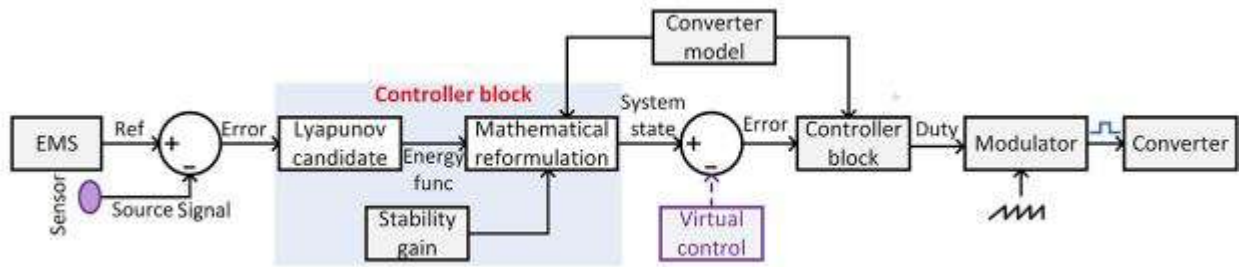 Converter
model
Controller block
System
state
Ref
Error
Error
Duty
EMS
+
−
Lyapunov
candidate
Energy
func
Mathematical
reformulation
+
−
Controller
block
Modulator
Converter
Sensor
Source Signal
Stability
gain
Virtual
control